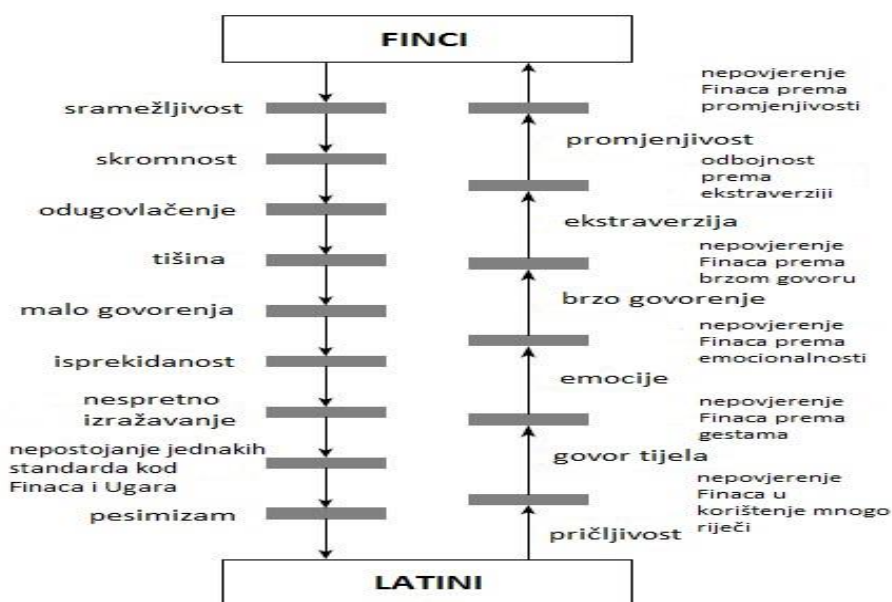 FINCI
sramežljivost
skromnost
odugovlačenje
tišina
malo govorenja
isprekidanost
nespretno
izražavanje
nepostojanje jednakih
standarda kod
Finaca i Ugara
pesimizam
nepovjerenje
Finaca prema
promjenjivosti
promjenjivost
odbojnost
prema
ekstraverziji
ekstraverzija
nepovjerenje
Finaca prema
brzom govoru
brzo govorenje
nepovjerenje
Finaca prema
emocionalnosti
emocije
nepovjerenje
Finaca prema
gestama
govor tijela
nepovjerenje
Finaca u
korištenje mnogo
riječi
pričljivost
LATINI